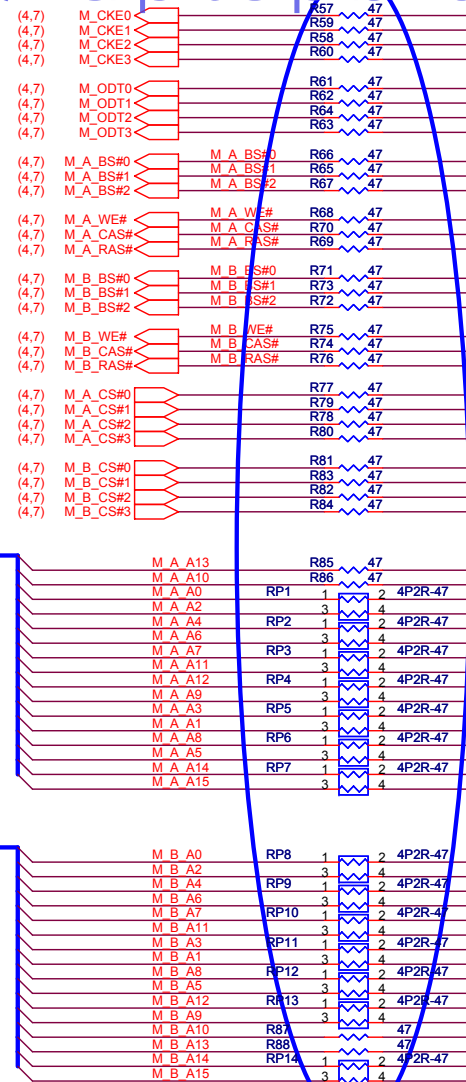 (4,7) M_CKE0 R57 47
(4,7) M_CKE1 R59 47
(4,7) M_CKE2 R58 47
(4,7) M_CKE3 R60 47
(4,7) M_ODT0 R61 47
(4,7) M_ODT1 R62 47
(4,7) M_ODT2 R64 47
(4,7) M_ODT3 R63 47
(4,7) M_A_BS#0 M_A_BS#0 R66 47
(4,7) M_A_BS#1 M_A_BS#1 R65 47
(4,7) M_A_BS#2 M_A_BS#2 R67 47
(4,7) M_A_WE# M_A_WE# R68 47
(4,7) M_A_CAS# M_A_CAS# R70 47
(4,7) M_A_RAS# M_A_RAS# R69 47
(4,7) M_B_BS#0 M_B_BS#0 R71 47
(4,7) M_B_BS#1 M_B_BS#1 R73 47
(4,7) M_B_BS#2 M_B_BS#2 R72 47
(4,7) M_B_WE# M_B_WE# R75 47
(4,7) M_B_CAS# M_B_CAS# R74 47
(4,7) M_B_RAS# M_B_RAS# R76 47
(4,7) M_A_CS#0 R77 47
(4,7) M_A_CS#1 R79 47
(4,7) M_A_CS#2 R78 47
(4,7) M_A_CS#3 R80 47
(4,7) M_B_CS#0 R81 47
(4,7) M_B_CS#1 R83 47
(4,7) M_B_CS#2 R82 47
(4,7) M_B_CS#3 R84 47
M_A_A13 R85 47
M_A_A10 R86 47
M_A_A0 RP1 1 2 4P2R-47
M_A_A2 3 4
M_A_A4 RP2 1 2 4P2R-47
M_A_A6 3 4
M_A_A7 RP3 1 2 4P2R-47
M_A_A11 3 4
M_A_A12 RP4 1 2 4P2R-47
M_A_A9 3 4
M_A_A3 RP5 1 2 4P2R-47
M_A_A1 3 4
M_A_A8 RP6 1 2 4P2R-47
M_A_A5 3 4
M_A_A14 RP7 1 2 4P2R-47
M_A_A15 3 4
M_B_A0 RP8 1 2 4P2R-47
M_B_A2 3 4
M_B_A4 RP9 1 2 4P2R-47
M_B_A6 3 4
M_B_A7 RP10 1 2 4P2R-47
M_B_A11 3 4
M_B_A3 RP11 1 2 4P2R-47
M_B_A1 3 4
M_B_A8 RP12 1 2 4P2R-47
M_B_A5 3 4
M_B_A12 RP13 1 2 4P2R-47
M_B_A9 3 4
M_B_A10 R87 47
M_B_A13 R88 47
M_B_A14 RP14 1 2 4P2R-47
M_B_A15 3 4